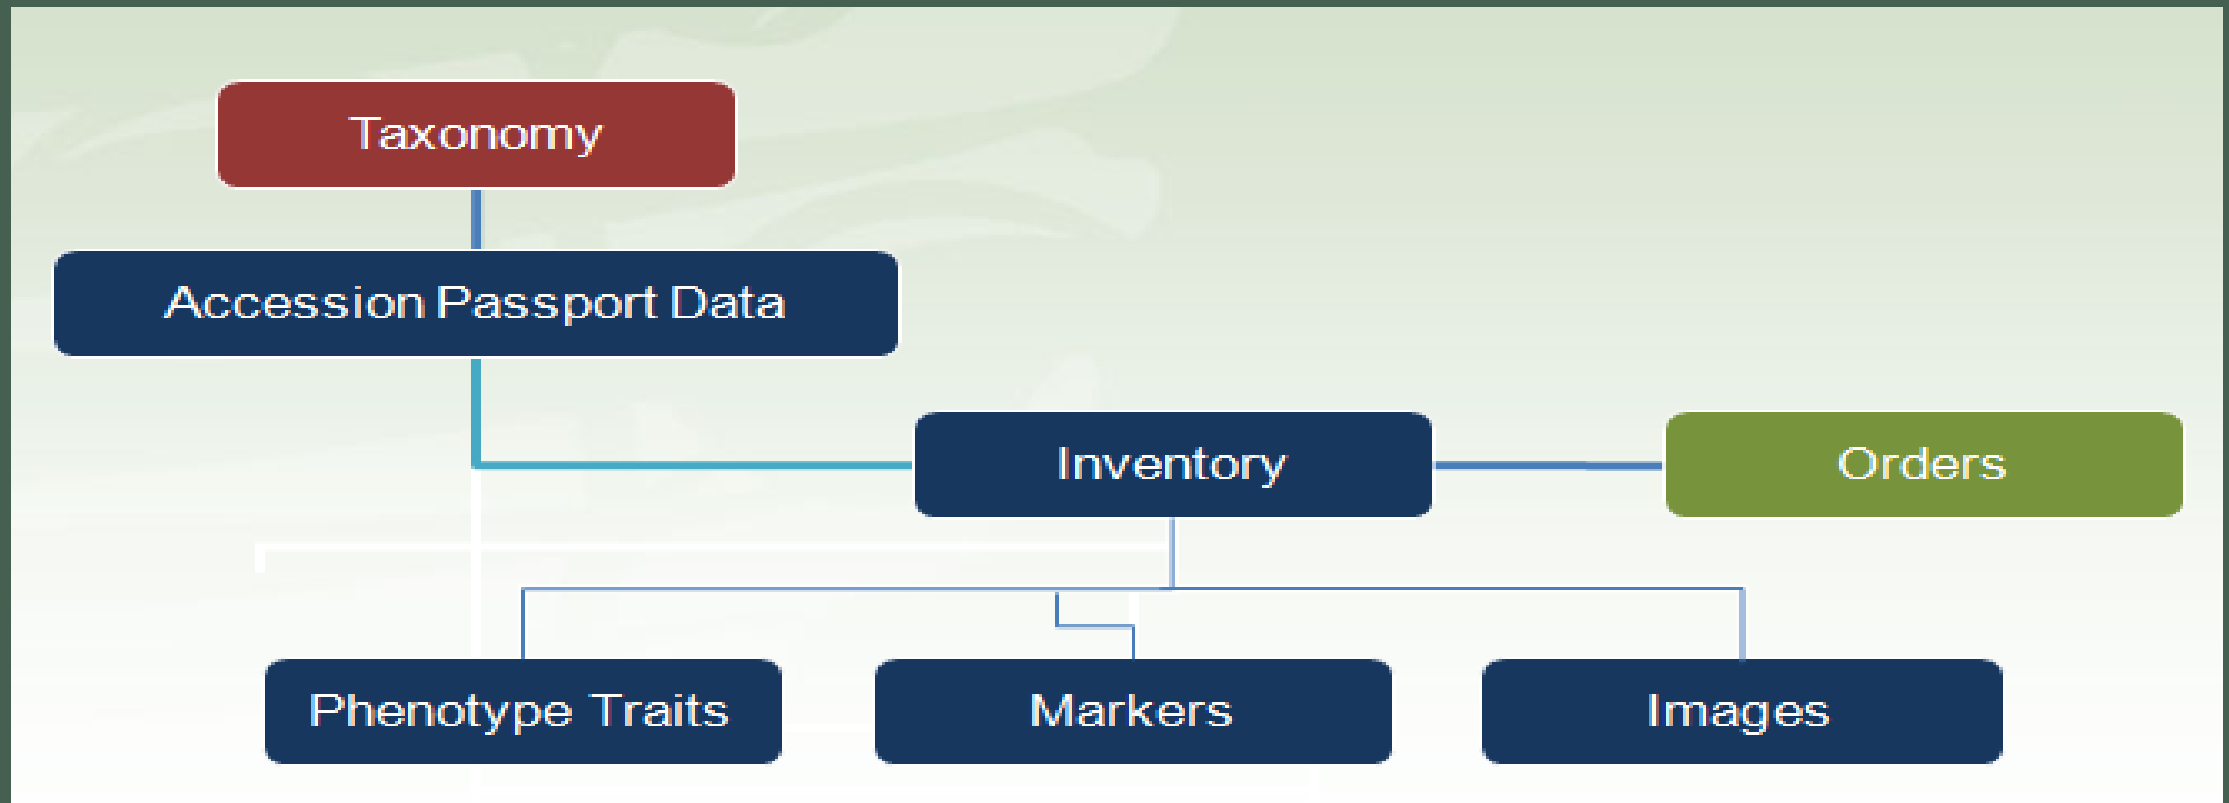 Taxonomy
Accession Passport Data
Inventory
Orders
Phenotype Traits
Markers
Images